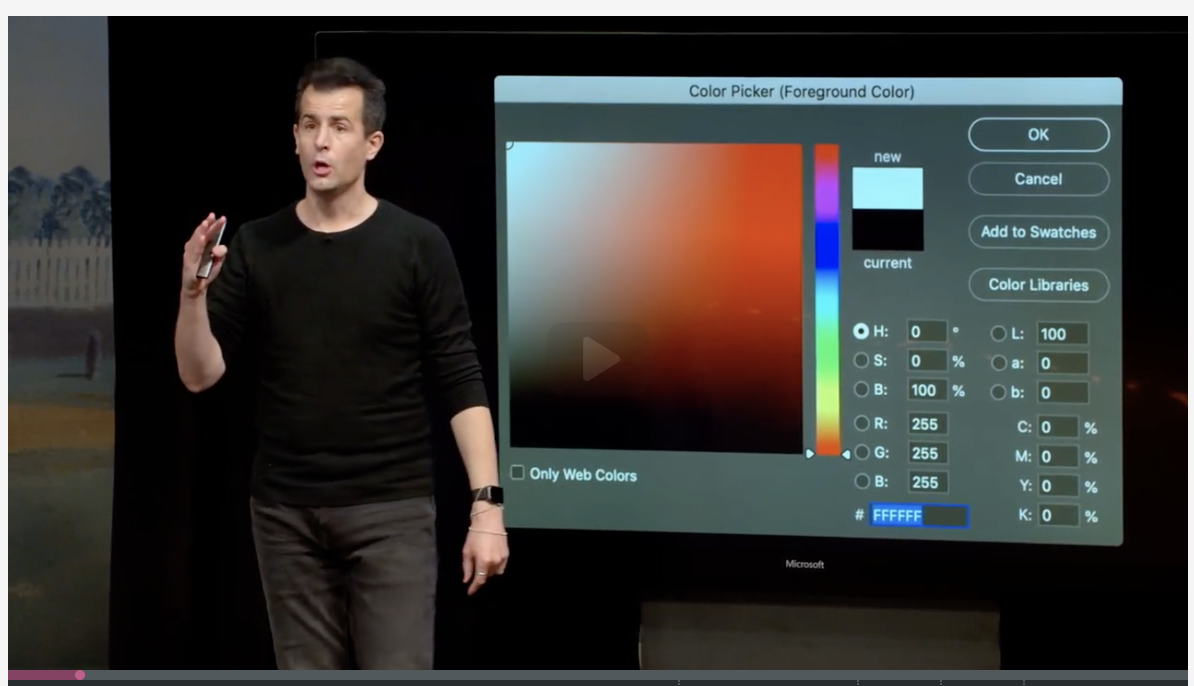 Color Picker (Foreground Color)
OK
new
Cancel
Add to Swatches
current
Color Libraries
H: 0 °
L: 100
S: 0 %
a: 0
B: 100 %
b: 0
R: 255
C: 0 %
G: 255
M: 0 %
B: 255
Y: 0 %
Only Web Colors
# FFFFFF
K: 0 %
Microsoft